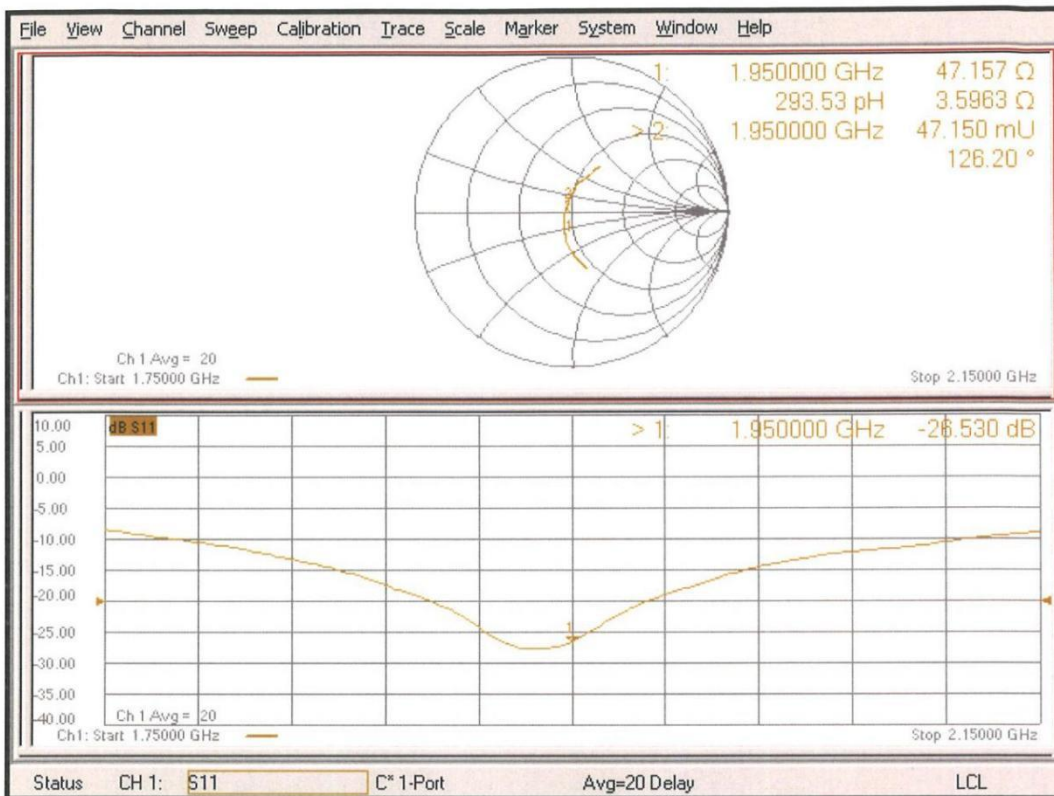 File View Channel Sweep Calibration Trace Scale Marker System Window Help
1: 1.950000 GHz 47.157 Ω
293.53 pH 3.5963 Ω
> 2: 1.950000 GHz 47.150 mU
126.20 °
Ch 1 Avg = 20
Ch1: Start 1.75000 GHz Stop 2.15000 GHz
10.00 dB S11 > 1: 1.950000 GHz -26.530 dB
5.00
0.00
-5.00
-10.00
-15.00
-20.00
-25.00 1
-30.00
-35.00
-40.00 Ch 1 Avg = 20
Ch1: Start 1.75000 GHz Stop 2.15000 GHz
Status CH 1: S11 C* 1-Port Avg=20 Delay LCL